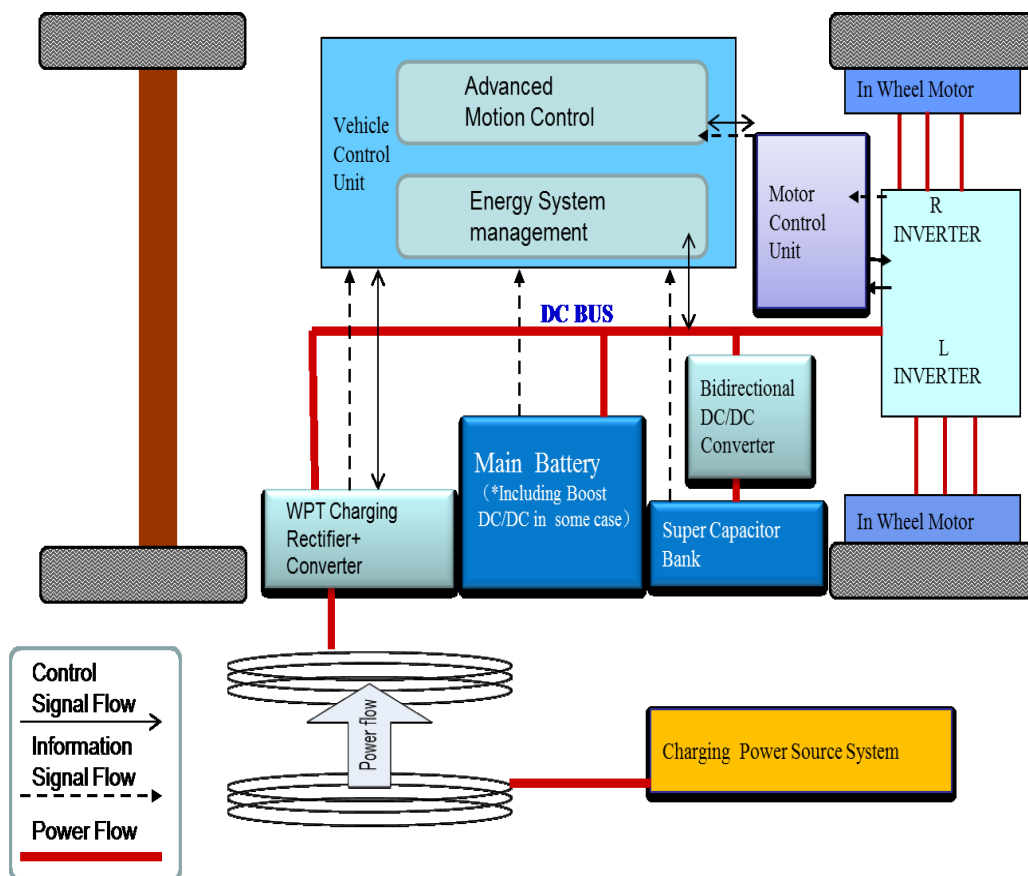 Advanced
Motion Control
Vehicle
Control
Unit
Energy System
management
In Wheel Motor
Motor
Control
Unit
R
INVERTER
L
INVERTER
DC BUS
Bidirectional
DC/DC
Converter
Main Battery
（*Including Boost
DC/DC in some case）
WPT Charging
Rectifier+
Converter
Super Capacitor
Bank
In Wheel Motor
Control
Signal Flow
Information
Signal Flow
Power Flow
Power flow
Charging Power Source System